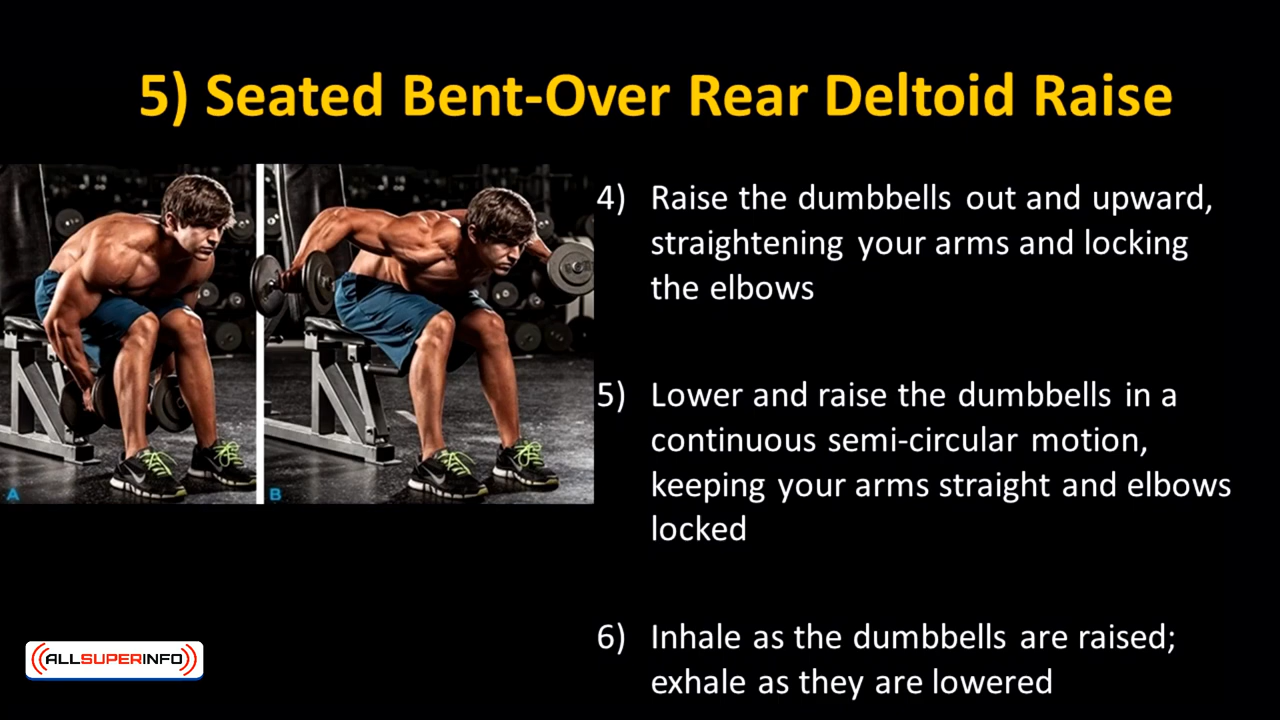 5) Seated Bent-Over Rear Deltoid Raise
4) Raise the dumbbells out and upward,
straightening your arms and locking
the elbows
5) Lower and raise the dumbbells in a
continuous semi-circular motion,
keeping your arms straight and elbows
locked
6) Inhale as the dumbbells are raised;
exhale as they are lowered
A
B
ALLSUPERINFO